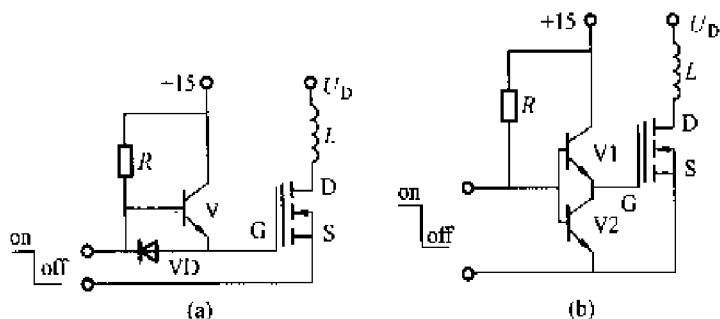 +15
U_D
R
L
V
D
G
S
on
off
VD
(a)
+15
U_D
R
L
V1
D
G
S
V2
on
off
(b)